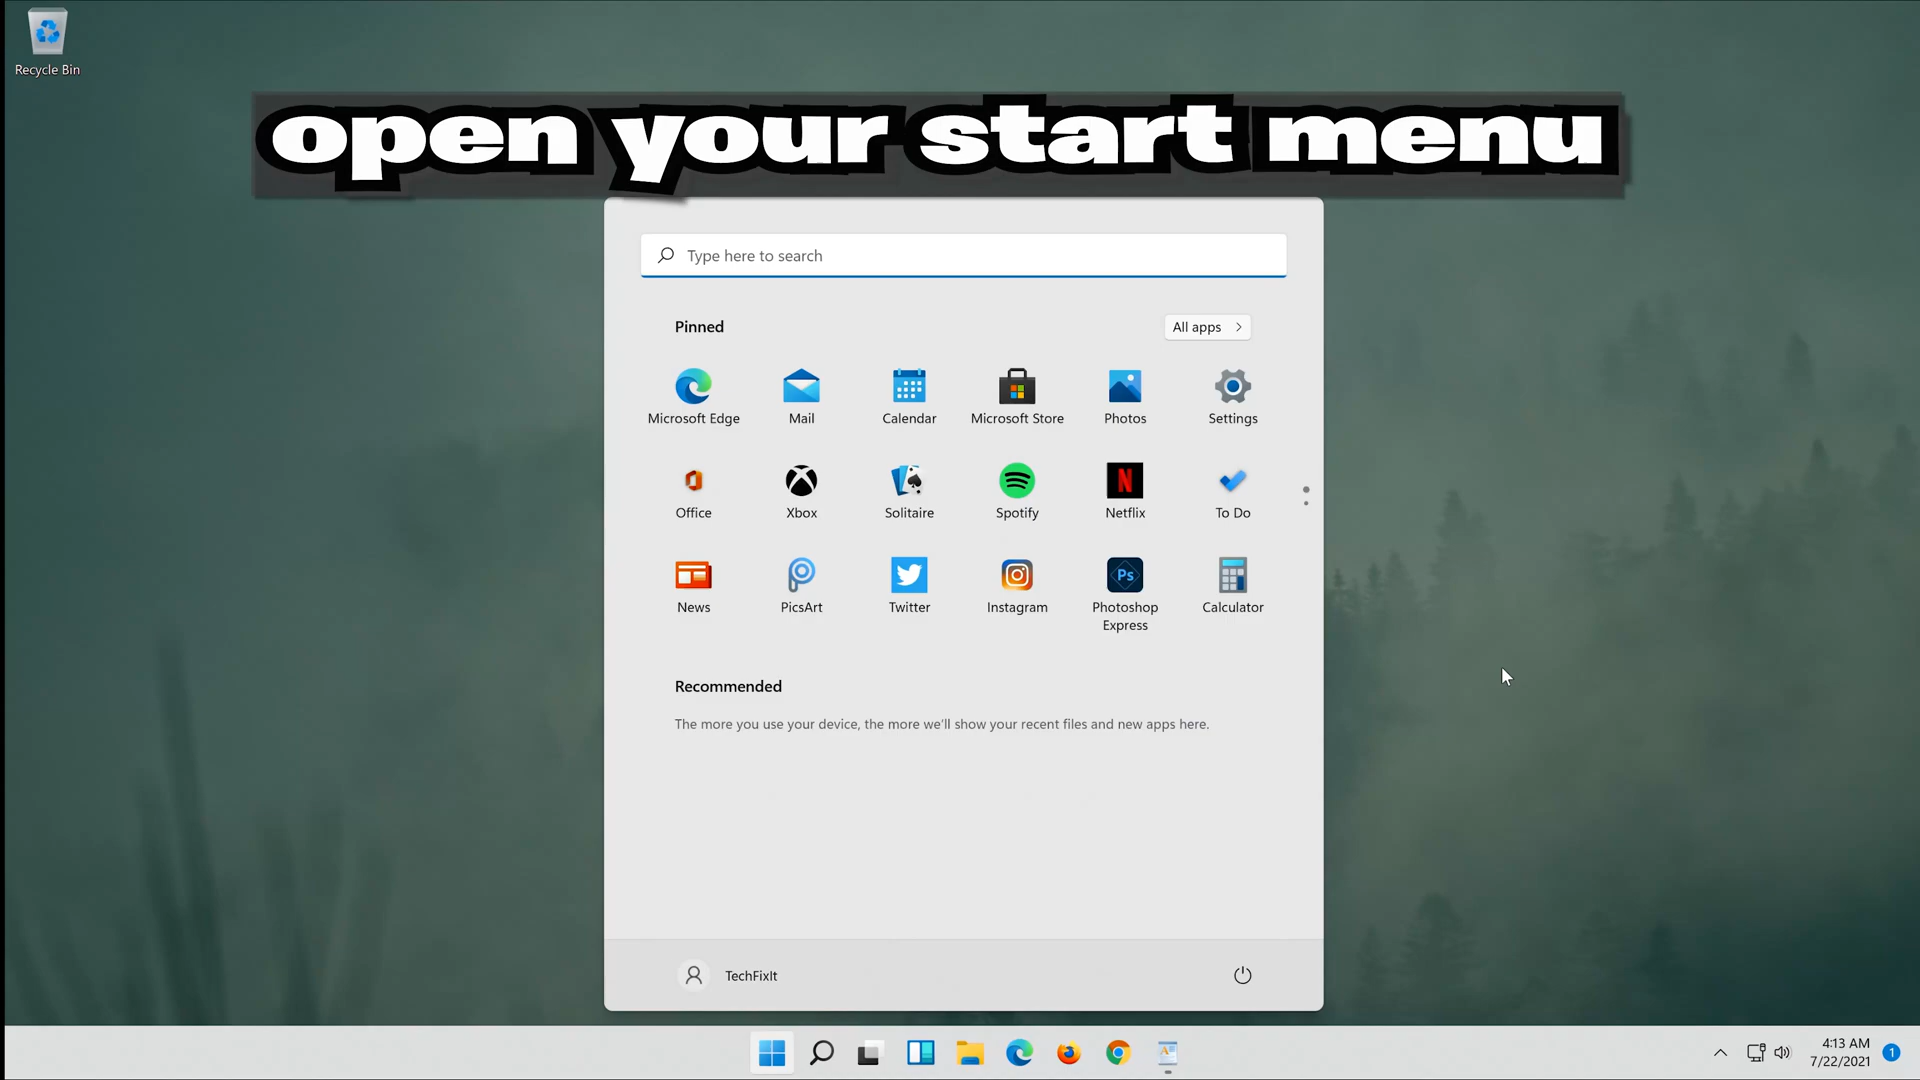 Recycle Bin
open your start menu
Type here to search
Pinned
All apps
Microsoft Edge
Mail
Calendar
Microsoft Store
Photos
Settings
Office
Xbox
Solitaire
Spotify
N
Netflix
To Do
News
PicsArt
Twitter
Instagram
Ps
Photoshop
Express
Calculator
Recommended
The more you use your device, the more we'll show your recent files and new apps here.
TechFixIt
4:13 AM
7/22/2021
1